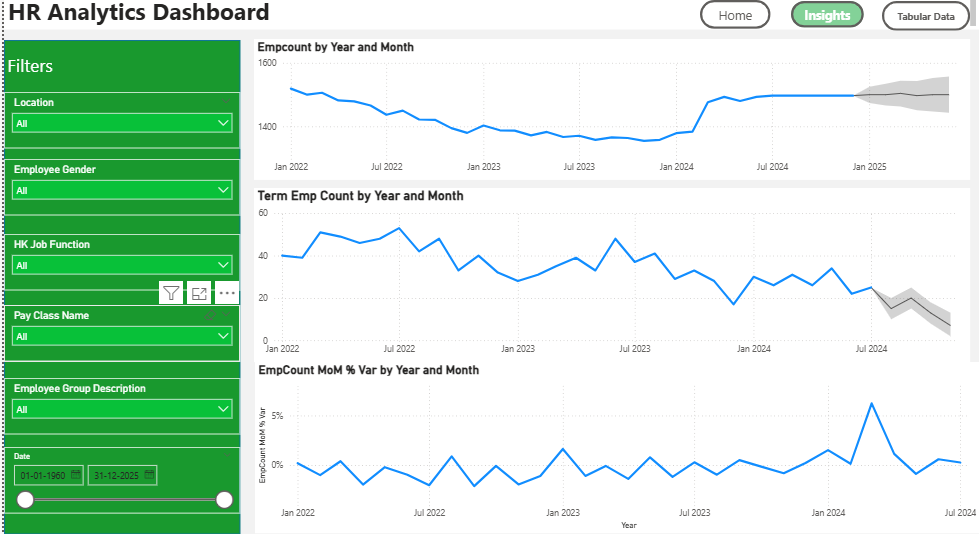 HR Analytics Dashboard
Home
Insights
Tabular Data
Filters
Location
All
Employee Gender
All
HK Job Function
All
Pay Class Name
All
Employee Group Description
All
Date
01-01-1960
31-12-2025
Empcount by Year and Month
1600
1400
Jan 2022 Jul 2022 Jan 2023 Jul 2023 Jan 2024 Jul 2024 Jan 2025
Term Emp Count by Year and Month
60
40
20
0
Jan 2022 Jul 2022 Jan 2023 Jul 2023 Jan 2024 Jul 2024
EmpCount MoM % Var by Year and Month
EmpCount MoM % Var
5%
0%
Jan 2022 Jul 2022 Jan 2023 Jul 2023 Jan 2024 Jul 2024
Year